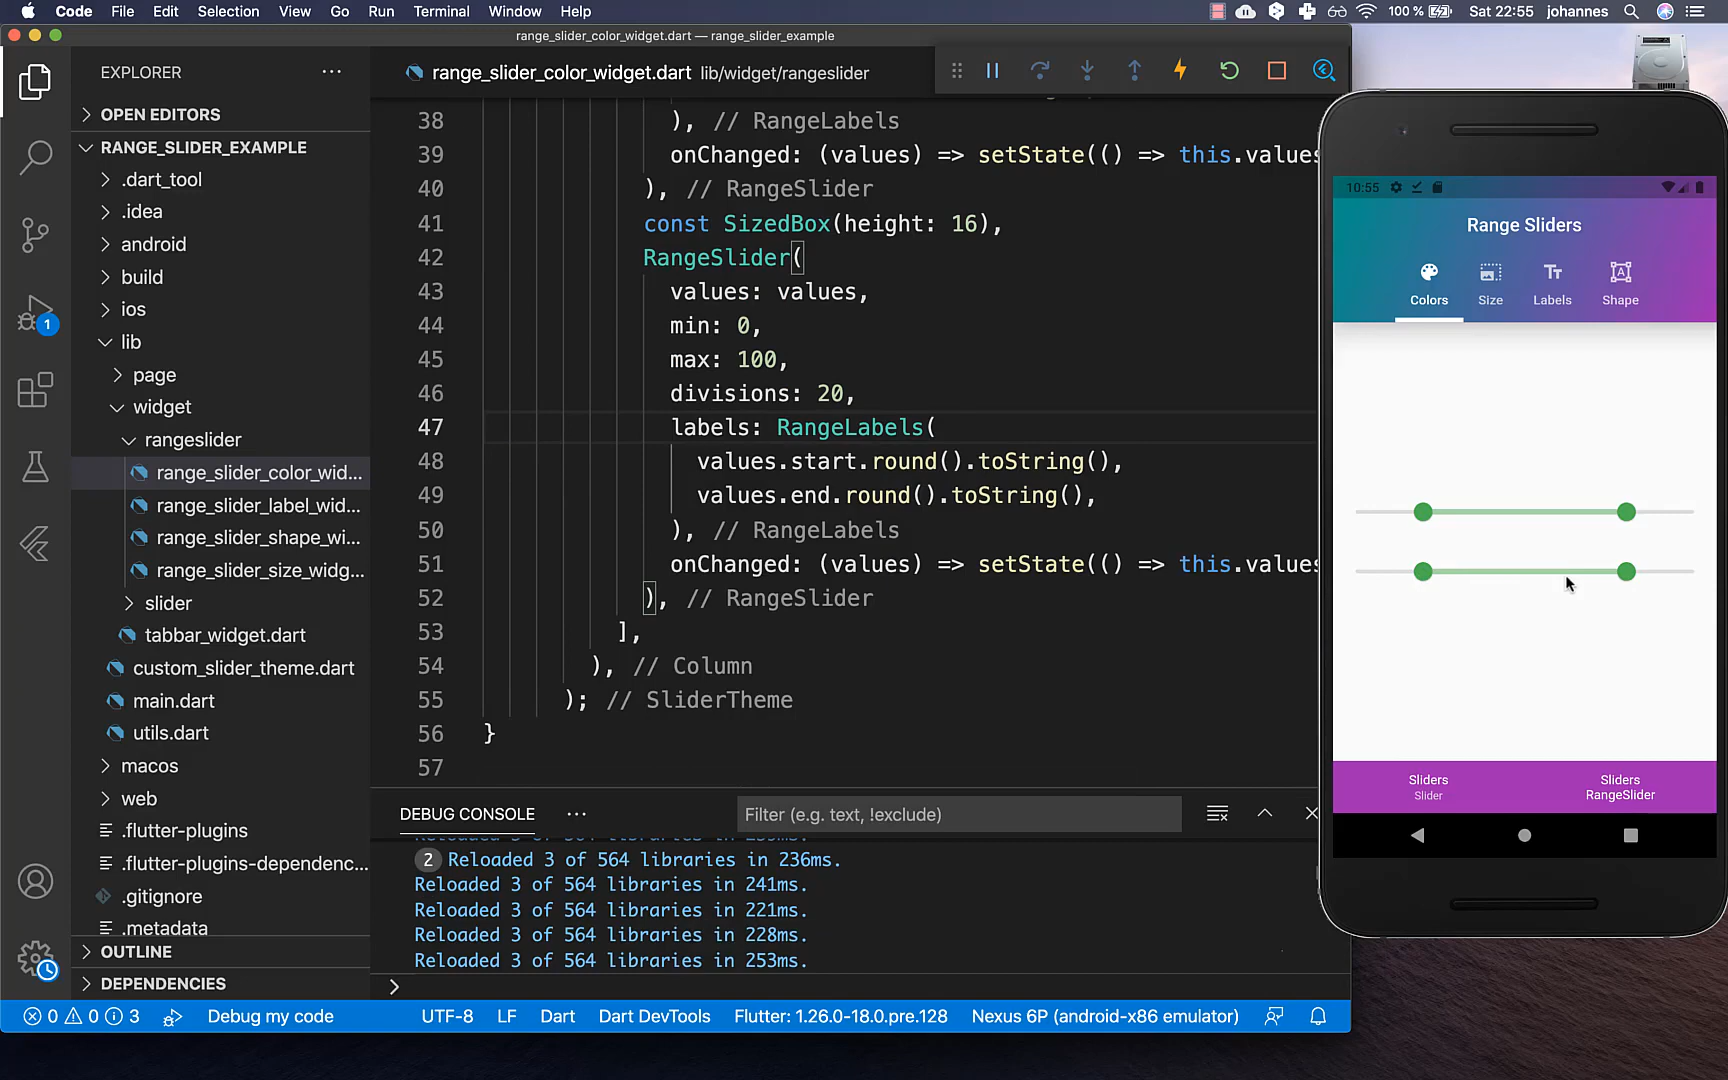 Code File Edit Selection View Go Run Terminal Window Help 100 % Sat 22:55 johannes
range_slider_color_widget.dart — range_slider_example
EXPLORER
OPEN EDITORS
RANGE_SLIDER_EXAMPLE
.dart_tool
.idea
android
build
ios
lib
page
widget
rangeslider
range_slider_color_wid...
range_slider_label_wid...
range_slider_shape_wi...
range_slider_size_widg...
slider
tabbar_widget.dart
custom_slider_theme.dart
main.dart
utils.dart
macos
web
.flutter-plugins
.flutter-plugins-dependenc...
.gitignore
.metadata
OUTLINE
DEPENDENCIES
1
range_slider_color_widget.dart lib/widget/rangeslider
38 ), // RangeLabels
39 onChanged: (values) => setState(() => this.values
40 ), // RangeSlider
41 const SizedBox(height: 16),
42 RangeSlider(
43 values: values,
44 min: 0,
45 max: 100,
46 divisions: 20,
47 labels: RangeLabels(
48 values.start.round().toString(),
49 values.end.round().toString(),
50 ), // RangeLabels
51 onChanged: (values) => setState(() => this.values
52 ), // RangeSlider
53 ],
54 ), // Column
55 ); // SliderTheme
56 }
57
DEBUG CONSOLE ... Filter (e.g. text, !exclude)
2 Reloaded 3 of 564 libraries in 236ms.
Reloaded 3 of 564 libraries in 241ms.
Reloaded 3 of 564 libraries in 221ms.
Reloaded 3 of 564 libraries in 228ms.
Reloaded 3 of 564 libraries in 253ms.
>
0 0 3 Debug my code UTF-8 LF Dart Dart DevTools Flutter: 1.26.0-18.0.pre.128 Nexus 6P (android-x86 emulator)
10:55
Range Sliders
Colors Size Labels Shape
Sliders Sliders
Slider RangeSlider